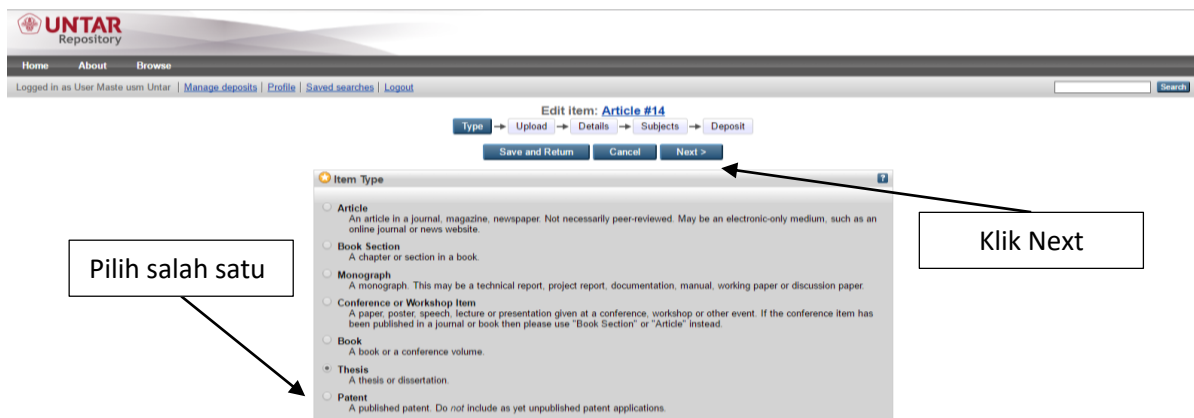 UNTAR
Repository
Home About Browse
Logged in as User Maste usm Untar | Manage deposits | Profile | Saved searches | Logout
Search
Edit item: Article #14
Type → Upload → Details → Subjects → Deposit
Save and Return Cancel Next >
Item Type ?
Article
An article in a journal, magazine, newspaper. Not necessarily peer-reviewed. May be an electronic-only medium, such as an
online journal or news website.
Book Section
A chapter or section in a book.
Monograph
A monograph. This may be a technical report, project report, documentation, manual, working paper or discussion paper.
Conference or Workshop Item
A paper, poster, speech, lecture or presentation given at a conference, workshop or other event. If the conference item has
been published in a journal or book then please use "Book Section" or "Article" instead.
Book
A book or a conference volume.
Thesis
A thesis or dissertation.
Patent
A published patent. Do not include as yet unpublished patent applications.
Pilih salah satu
Klik Next